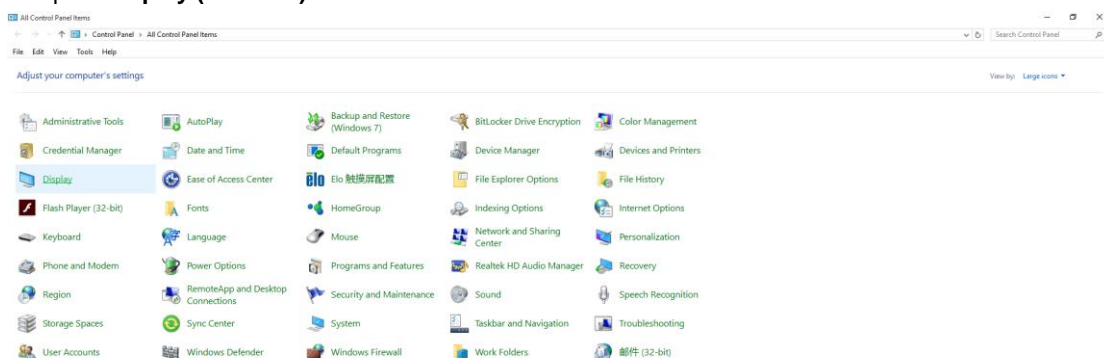 All Control Panel Items
Control Panel > All Control Panel Items
Search Control Panel
File Edit View Tools Help
Adjust your computer's settings
View by: Large icons
Administrative Tools
AutoPlay
Backup and Restore
(Windows 7)
BitLocker Drive Encryption
Color Management
Credential Manager
Date and Time
Default Programs
Device Manager
Devices and Printers
Display
Ease of Access Center
elo Elo 触摸屏配置
File Explorer Options
File History
Flash Player (32-bit)
Fonts
HomeGroup
Indexing Options
Internet Options
Keyboard
Language
Mouse
Network and Sharing
Center
Personalization
Phone and Modem
Power Options
Programs and Features
Realtek HD Audio Manager
Recovery
Region
RemoteApp and Desktop
Connections
Security and Maintenance
Sound
Speech Recognition
Storage Spaces
Sync Center
System
Taskbar and Navigation
Troubleshooting
User Accounts
Windows Defender
Windows Firewall
Work Folders
邮件 (32-bit)